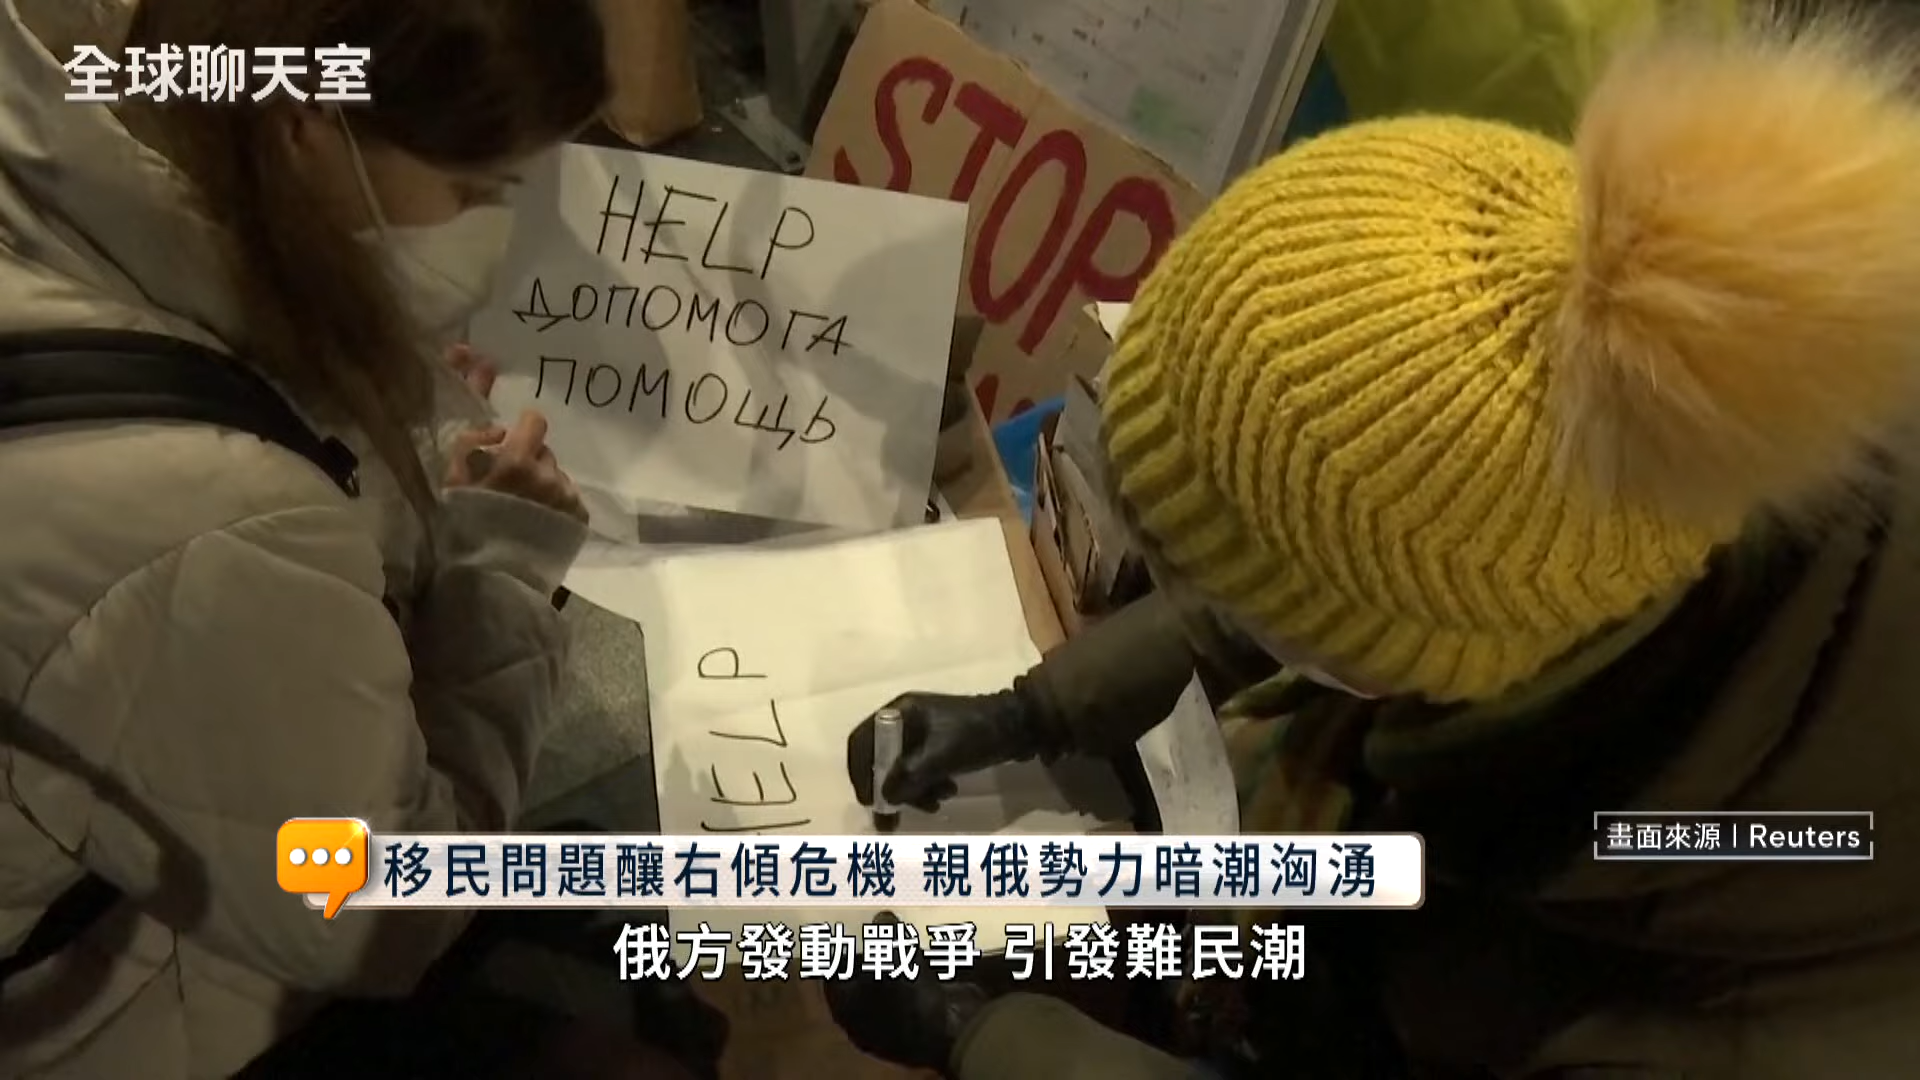 全球聊天室
STOP
HELP
ДОПОМОГА
ПОМОЩЬ
HELP
畫面來源 | Reuters
移民問題釀右傾危機 親俄勢力暗潮洶湧
俄方發動戰爭 引發難民潮